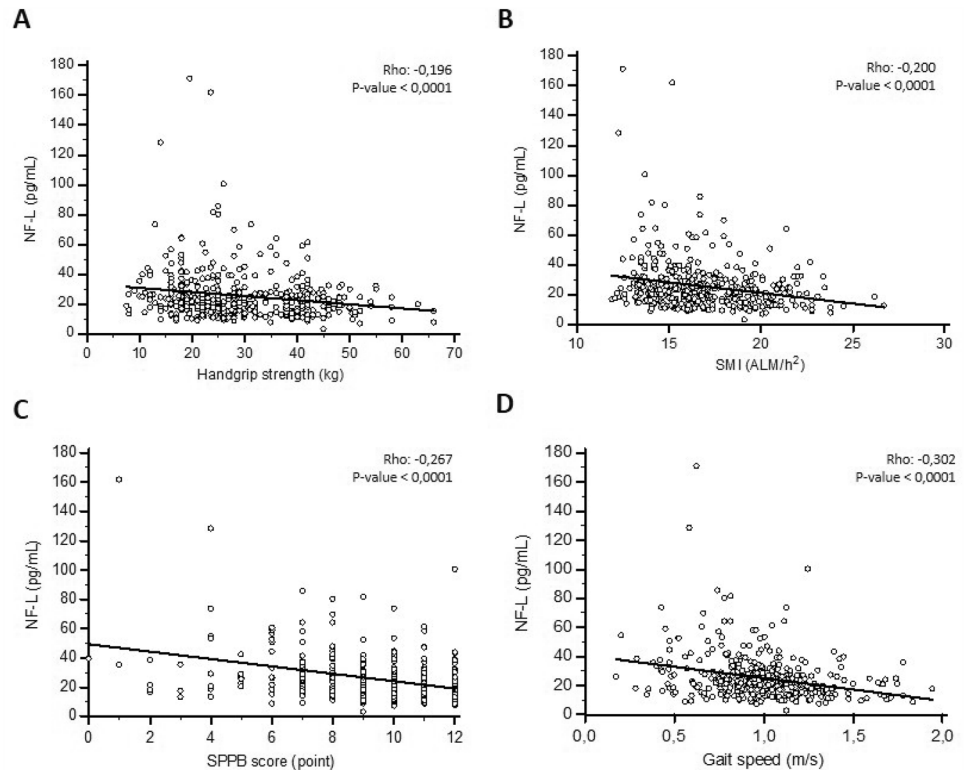 A
Rho: -0,196
P-value < 0,0001
180
160
140
120
100
80
60
40
20
0
NF-L (pg/mL)
0 10 20 30 40 50 60 70
Handgrip strength (kg)
B
Rho: -0,200
P-value < 0,0001
180
160
140
120
100
80
60
40
20
0
NF-L (pg/mL)
10 15 20 25 30
SMI (ALM/h²)
C
Rho: -0,267
P-value < 0,0001
180
160
140
120
100
80
60
40
20
0
NF-L (pg/mL)
0 2 4 6 8 10 12
SPPB score (point)
D
Rho: -0,302
P-value < 0,0001
180
160
140
120
100
80
60
40
20
0
NF-L (pg/mL)
0,0 0,5 1,0 1,5 2,0
Gait speed (m/s)